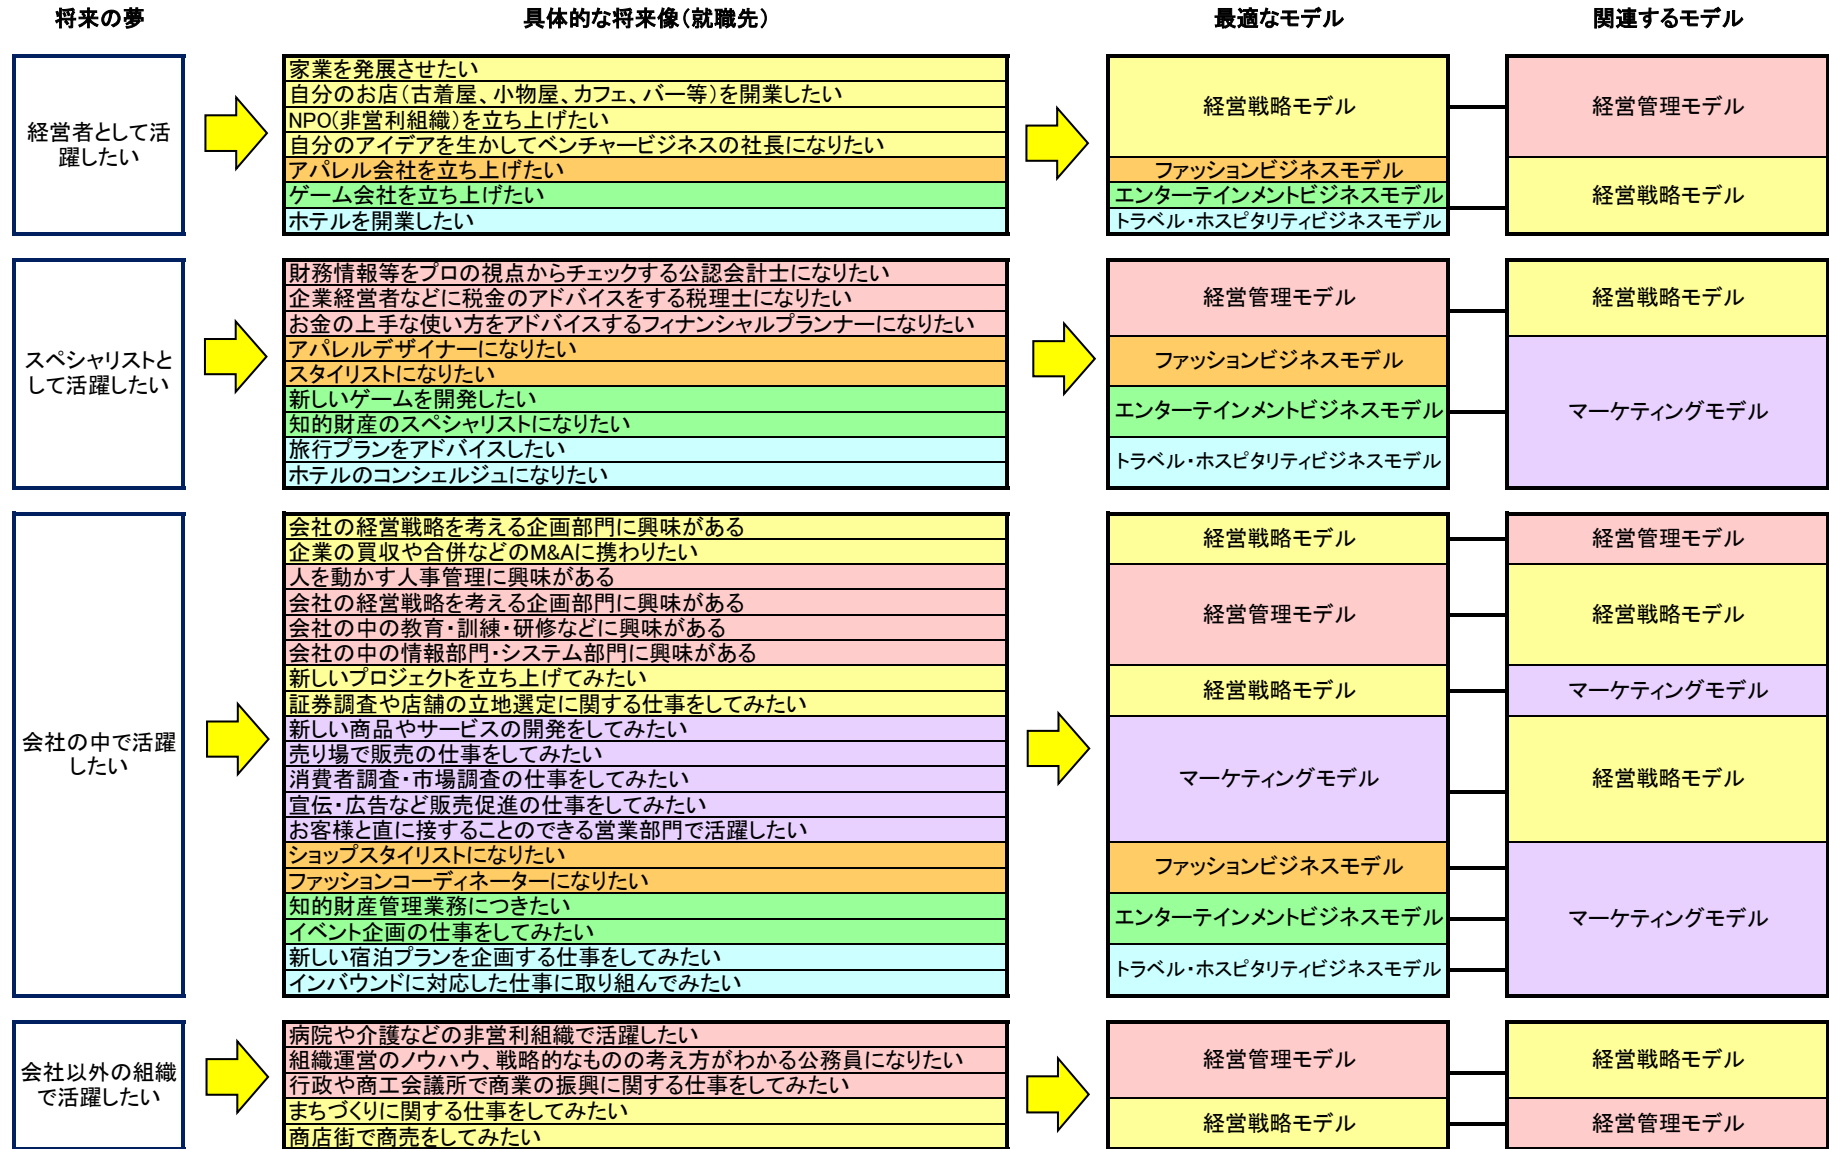 将来の夢
具体的な将来像(就職先)
最適なモデル
関連するモデル
経営者として活
躍したい
家業を発展させたい
自分のお店(古着屋、小物屋、カフェ、バー等)を開業したい
NPO(非営利組織)を立ち上げたい
自分のアイデアを生かしてベンチャービジネスの社長になりたい
アパレル会社を立ち上げたい
ゲーム会社を立ち上げたい
ホテルを開業したい
経営戦略モデル
ファッションビジネスモデル
エンターテインメントビジネスモデル
トラベル・ホスピタリティビジネスモデル
経営管理モデル
経営戦略モデル
スペシャリストと
して活躍したい
財務情報等をプロの視点からチェックする公認会計士になりたい
企業経営者などに税金のアドバイスをする税理士になりたい
お金の上手な使い方をアドバイスするフィナンシャルプランナーになりたい
アパレルデザイナーになりたい
スタイリストになりたい
新しいゲームを開発したい
知的財産のスペシャリストになりたい
旅行プランをアドバイスしたい
ホテルのコンシェルジュになりたい
経営管理モデル
ファッションビジネスモデル
エンターテインメントビジネスモデル
トラベル・ホスピタリティビジネスモデル
経営戦略モデル
マーケティングモデル
会社の中で活躍
したい
会社の経営戦略を考える企画部門に興味がある
企業の買収や合併などのM&Aに携わりたい
人を動かす人事管理に興味がある
会社の経営戦略を考える企画部門に興味がある
会社の中の教育・訓練・研修などに興味がある
会社の中の情報部門・システム部門に興味がある
新しいプロジェクトを立ち上げてみたい
証券調査や店舗の立地選定に関する仕事をしてみたい
新しい商品やサービスの開発をしてみたい
売り場で販売の仕事をしてみたい
消費者調査・市場調査の仕事をしてみたい
宣伝・広告など販売促進の仕事をしてみたい
お客様と直に接することのできる営業部門で活躍したい
ショップスタイリストになりたい
ファッションコーディネーターになりたい
知的財産管理業務につきたい
イベント企画の仕事をしてみたい
新しい宿泊プランを企画する仕事をしてみたい
インバウンドに対応した仕事に取り組んでみたい
経営戦略モデル
経営管理モデル
経営戦略モデル
マーケティングモデル
ファッションビジネスモデル
エンターテインメントビジネスモデル
トラベル・ホスピタリティビジネスモデル
経営管理モデル
経営戦略モデル
マーケティングモデル
経営戦略モデル
マーケティングモデル
会社以外の組織
で活躍したい
病院や介護などの非営利組織で活躍したい
組織運営のノウハウ、戦略的なものの考え方がわかる公務員になりたい
行政や商工会議所で商業の振興に関する仕事をしてみたい
まちづくりに関する仕事をしてみたい
商店街で商売をしてみたい
経営管理モデル
経営戦略モデル
経営戦略モデル
経営管理モデル